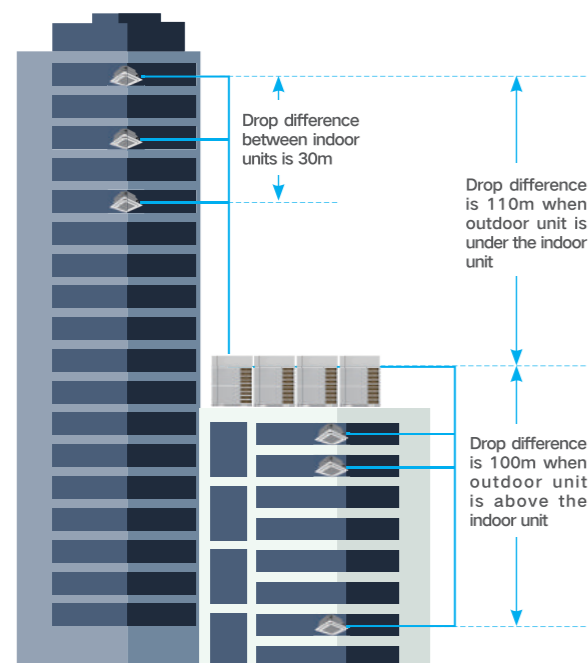 Drop difference
between indoor
units is 30m
Drop difference
is 110m when
outdoor unit is
under the indoor
unit
Drop difference
is 100m when
outdoor unit
is above the
indoor unit